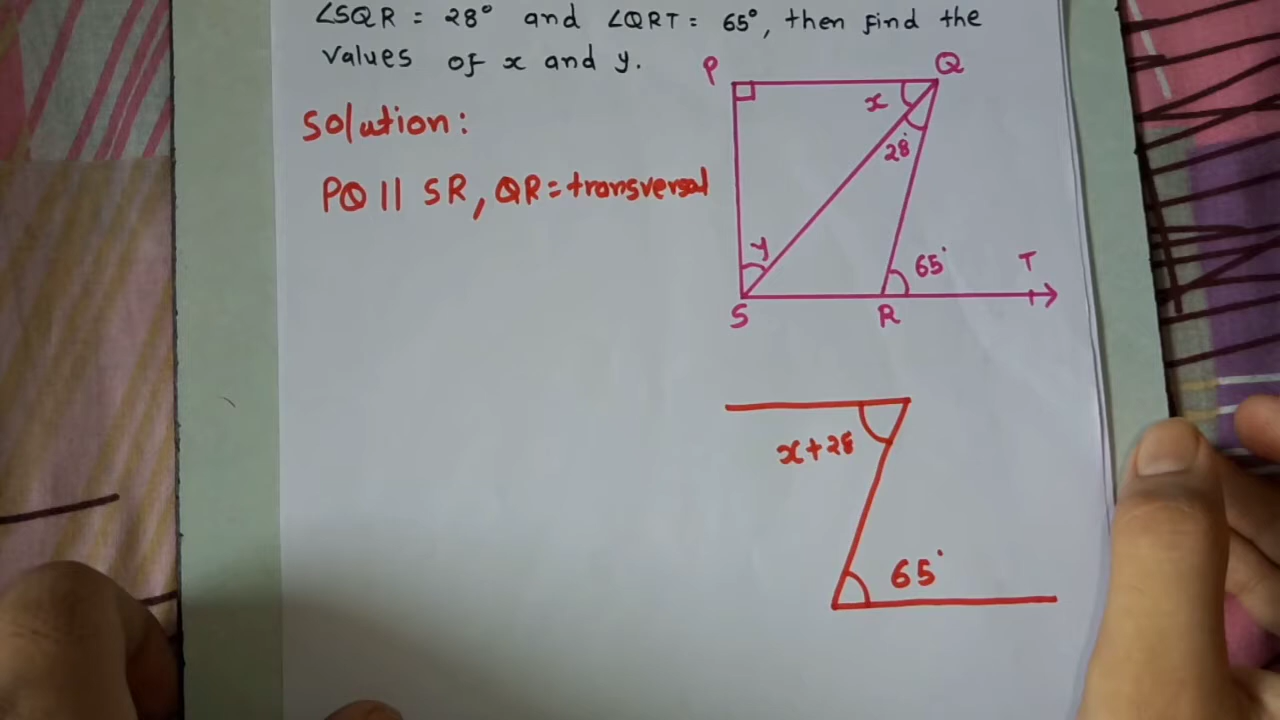 ∠SQR = 28° and ∠QRT = 65°, then find the
values of x and y.
Solution:
PQ || SR, QR = transversal
P
Q
x
28°
y
65°
T
S
R
x+28
65°